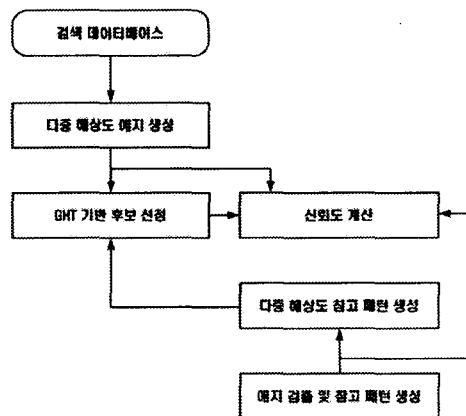 검색 데이터베이스
다중 해상도 에지 생성
GHT 기반 후보 선정
신뢰도 계산
다중 해상도 참고 패턴 생성
에지 검출 및 참고 패턴 생성